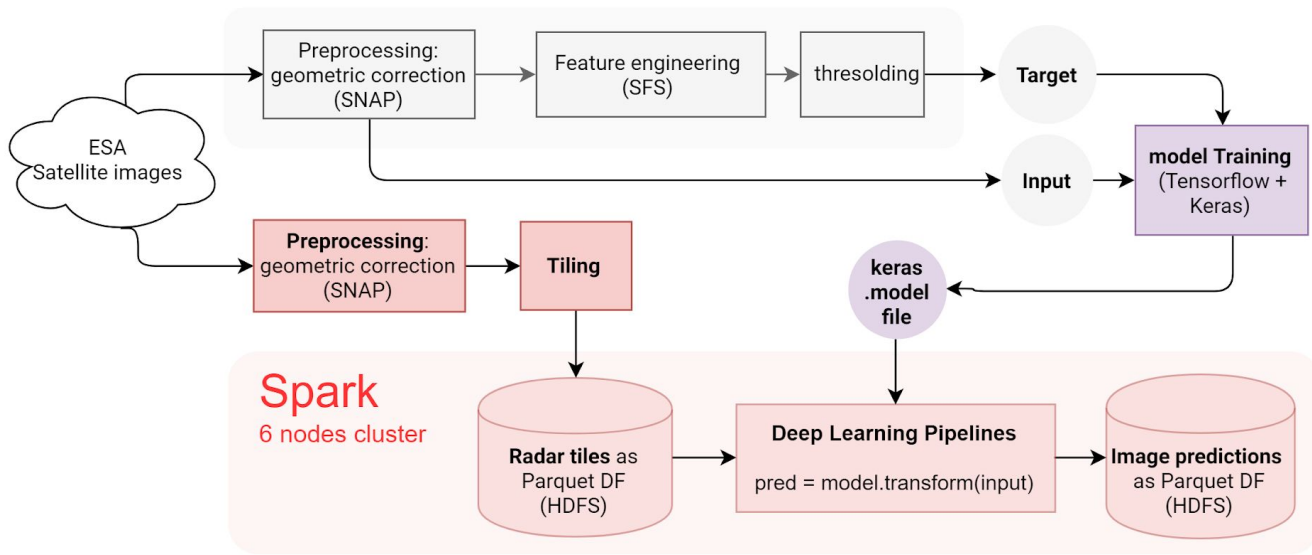 Preprocessing:
geometric correction
(SNAP)
Feature engineering
(SFS)
thresolding
Target
ESA
Satellite images
Input
model Training
(Tensorflow +
Keras)
Preprocessing:
geometric correction
(SNAP)
Tiling
keras
.model
file
Spark
6 nodes cluster
Radar tiles as
Parquet DF
(HDFS)
Deep Learning Pipelines
pred = model.transform(input)
Image predictions
as Parquet DF
(HDFS)